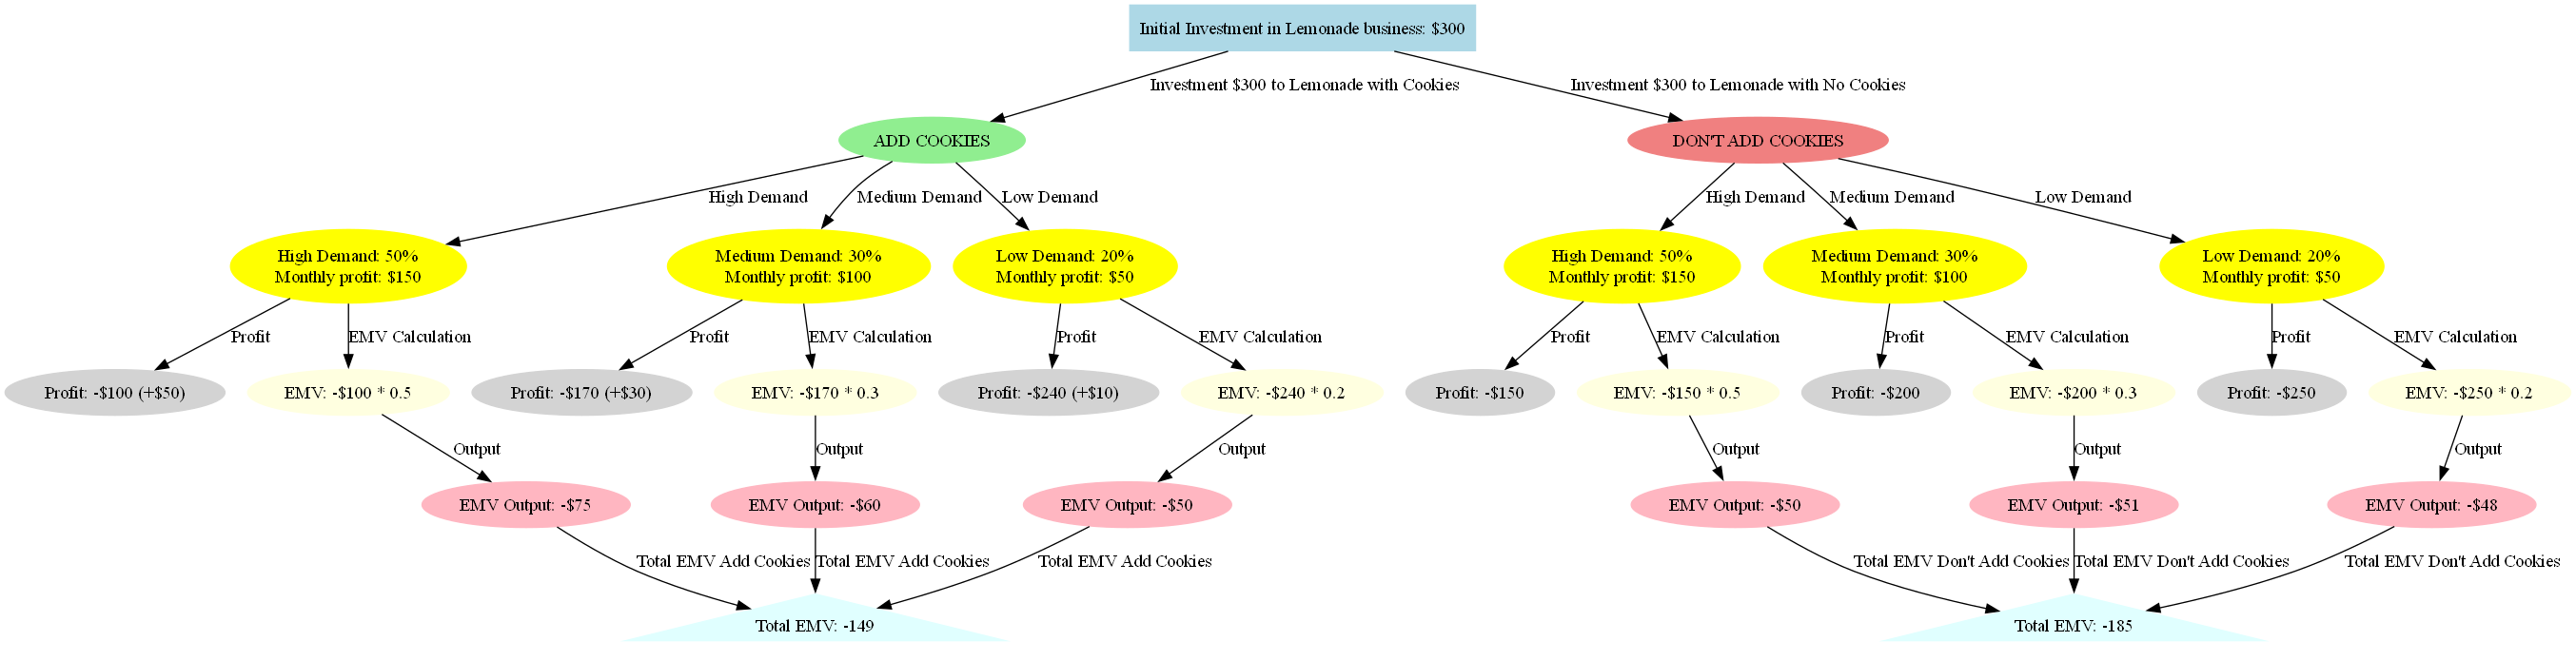 Initial Investment in Lemonade business: $300
Investment $300 to Lemonade with Cookies
Investment $300 to Lemonade with No Cookies
ADD COOKIES
DON'T ADD COOKIES
High Demand
Medium Demand
Low Demand
High Demand
Medium Demand
Low Demand
High Demand: 50%
Monthly profit: $150
Medium Demand: 30%
Monthly profit: $100
Low Demand: 20%
Monthly profit: $50
High Demand: 50%
Monthly profit: $150
Medium Demand: 30%
Monthly profit: $100
Low Demand: 20%
Monthly profit: $50
Profit
EMV Calculation
Profit
EMV Calculation
Profit
EMV Calculation
Profit
EMV Calculation
Profit
EMV Calculation
Profit
EMV Calculation
Profit: -$100 (+$50)
EMV: -$100 * 0.5
Profit: -$170 (+$30)
EMV: -$170 * 0.3
Profit: -$240 (+$10)
EMV: -$240 * 0.2
Profit: -$150
EMV: -$150 * 0.5
Profit: -$200
EMV: -$200 * 0.3
Profit: -$250
EMV: -$250 * 0.2
Output
Output
Output
Output
Output
Output
EMV Output: -$75
EMV Output: -$60
EMV Output: -$50
EMV Output: -$50
EMV Output: -$51
EMV Output: -$48
Total EMV Add Cookies
Total EMV Add Cookies
Total EMV Add Cookies
Total EMV Don't Add Cookies
Total EMV Don't Add Cookies
Total EMV Don't Add Cookies
Total EMV: -149
Total EMV: -185